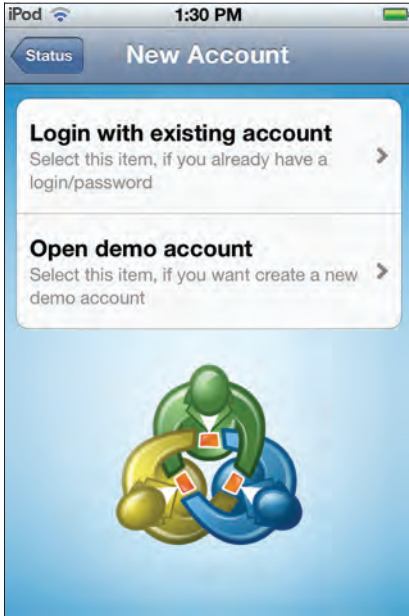 iPod 1:30 PM
Status New Account
Login with existing account
Select this item, if you already have a
login/password
Open demo account
Select this item, if you want create a new
demo account